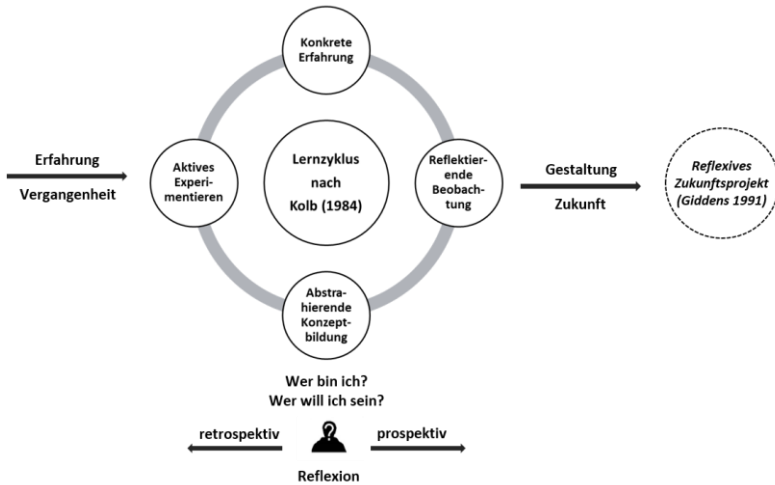 Konkrete
Erfahrung
Erfahrung
Vergangenheit
Aktives
Experi-
mentieren
Lernzyklus
nach
Kolb (1984)
Reflektier-
ende
Beobach-
tung
Gestaltung
Zukunft
Reflexives
Zukunftsprojekt
(Giddens 1991)
Abstra-
hierende
Konzept-
bildung
Wer bin ich?
Wer will ich sein?
retrospektiv
?
prospektiv
Reflexion